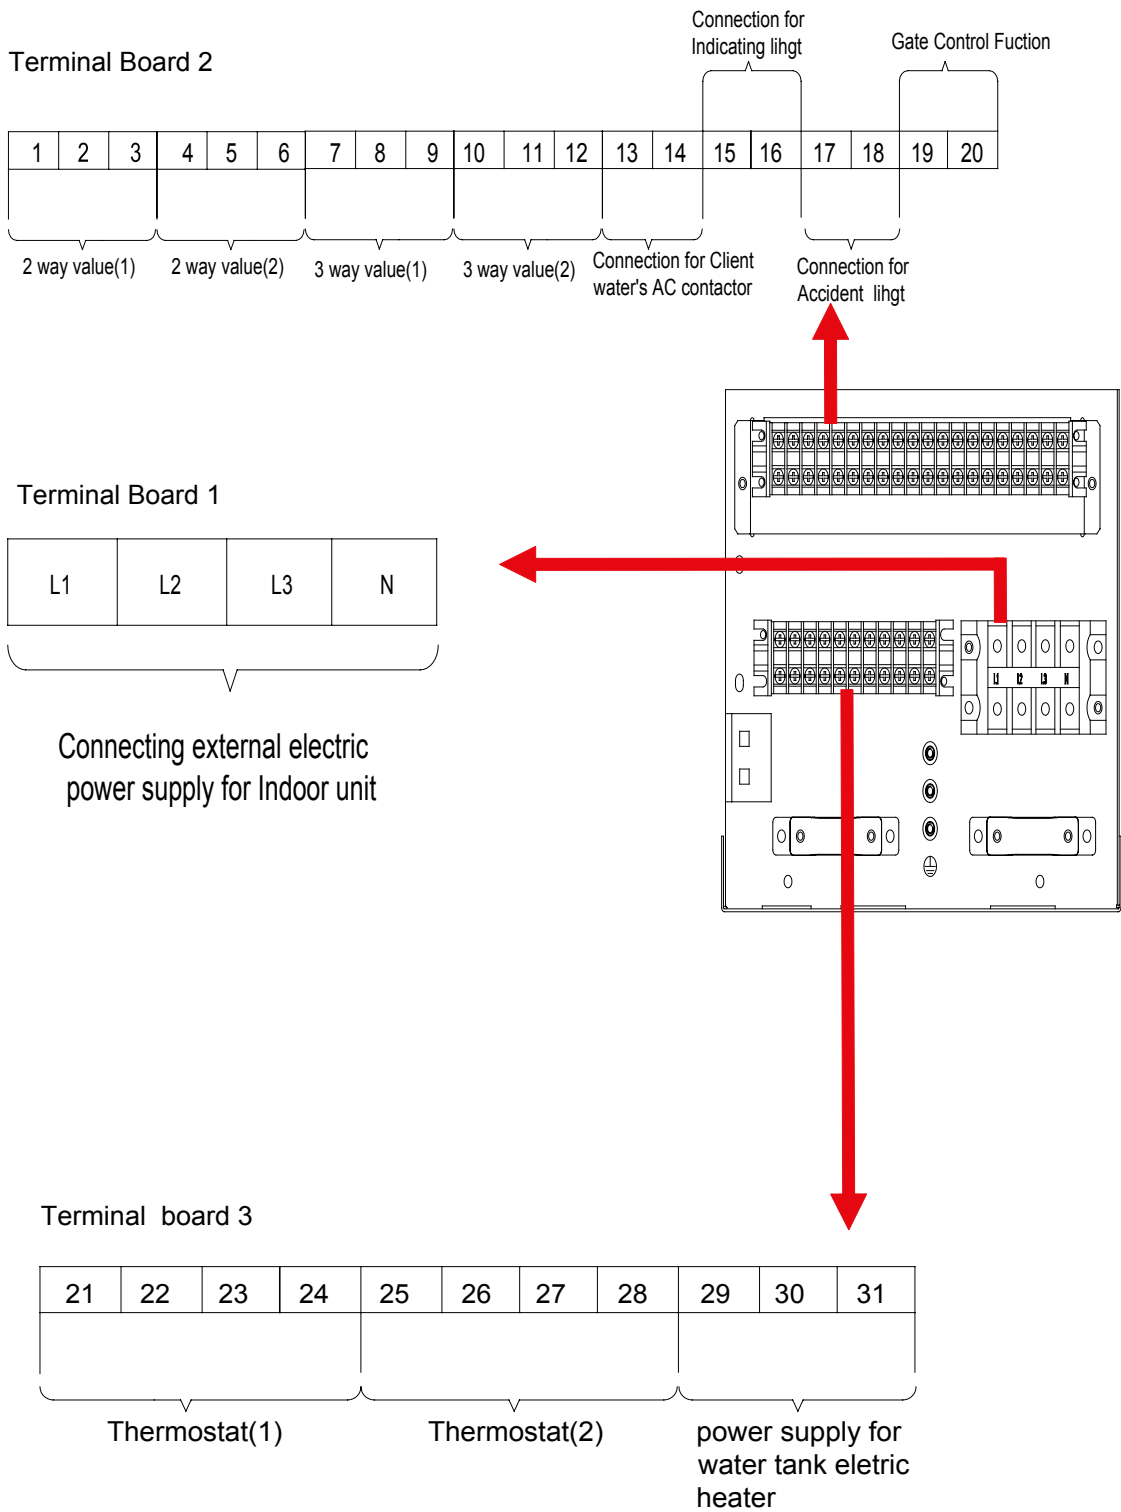 Connection for
Indicating lihgt
Gate Control Fuction
Terminal Board 2
1 2 3 4 5 6 7 8 9 10 11 12 13 14 15 16 17 18 19 20
2 way value(1)
2 way value(2)
3 way value(1)
3 way value(2)
Connection for Client
water's AC contactor
Connection for
Accident lihgt
Terminal Board 1
L1 L2 L3 N
Connecting external electric
power supply for Indoor unit
L1 L2 L3 N
Terminal board 3
21 22 23 24 25 26 27 28 29 30 31
Thermostat(1)
Thermostat(2)
power supply for
water tank eletric
heater